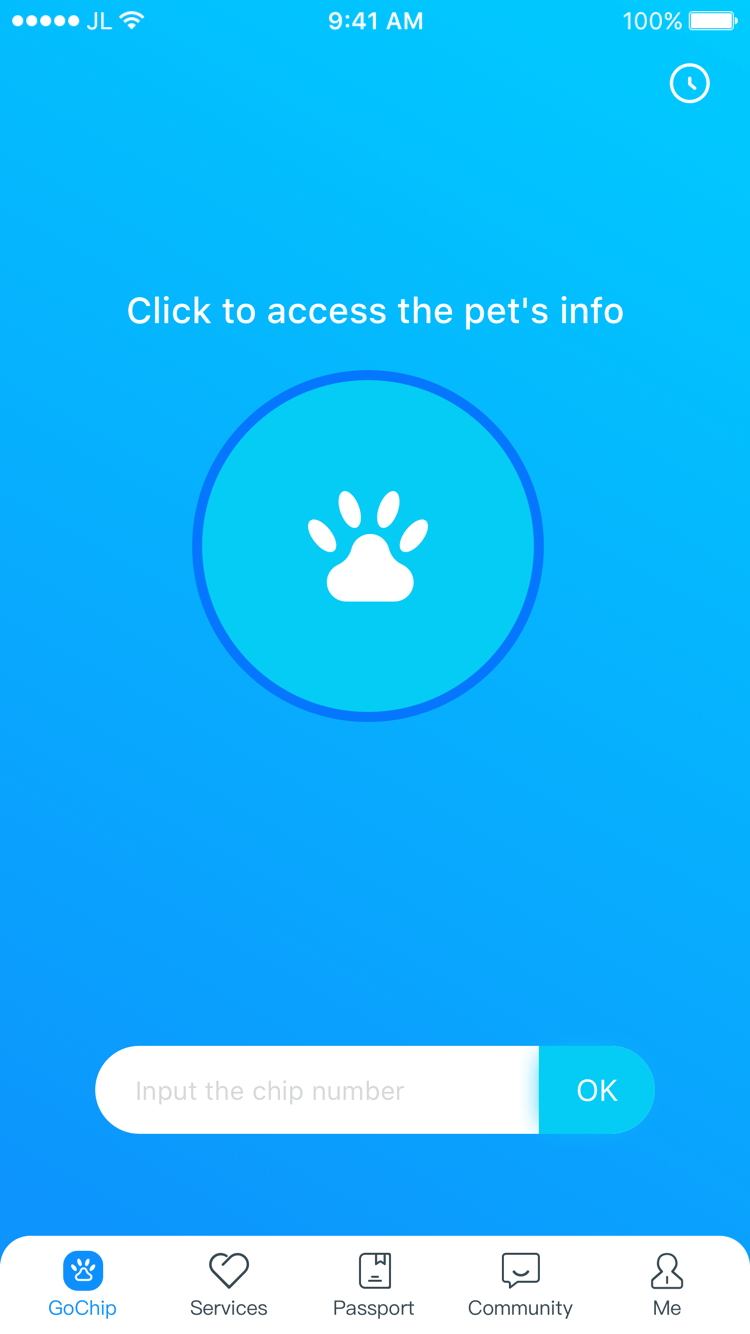 JL 9:41 AM 100%
Click to access the pet's info
Input the chip number OK
GoChip Services Passport Community Me